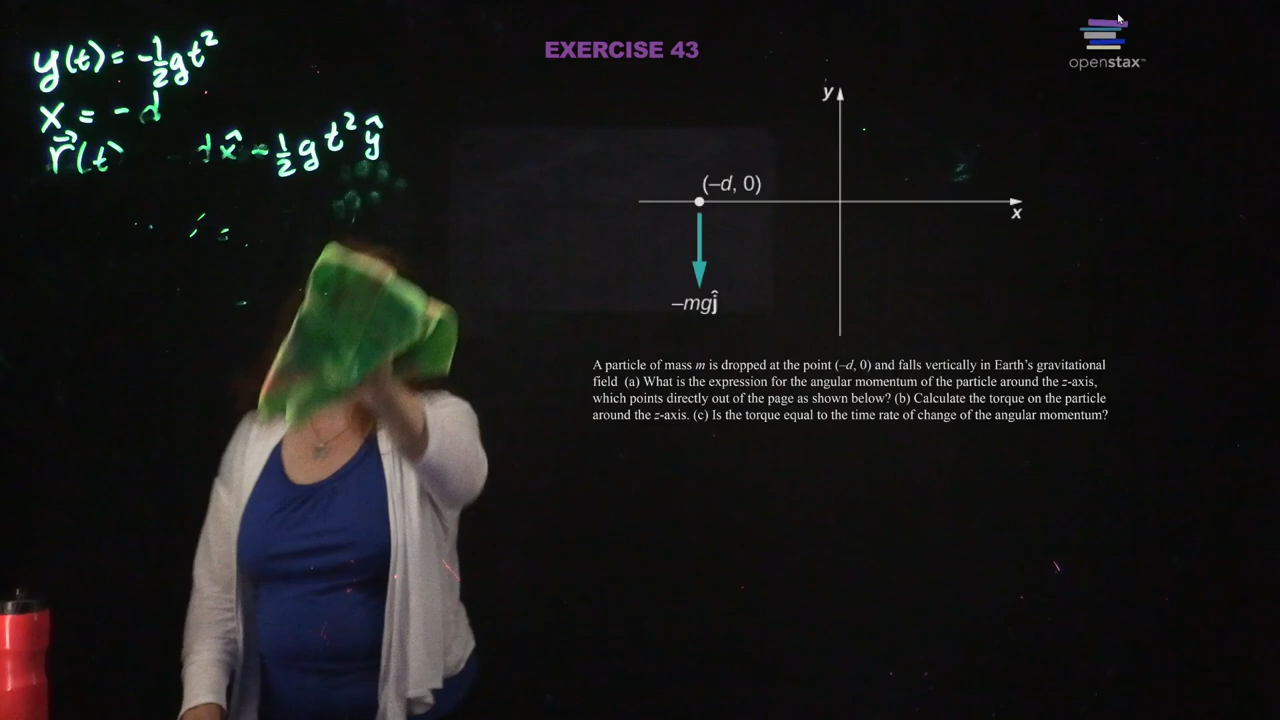 y(t) = -½gt²
x = -d
r⃗(t) d x̂ - ½gt² ŷ
EXERCISE 43
openstax™
y
(–d, 0)
x
–mgĵ
A particle of mass m is dropped at the point (–d, 0) and falls vertically in Earth's gravitational
field (a) What is the expression for the angular momentum of the particle around the z-axis,
which points directly out of the page as shown below? (b) Calculate the torque on the particle
around the z-axis. (c) Is the torque equal to the time rate of change of the angular momentum?